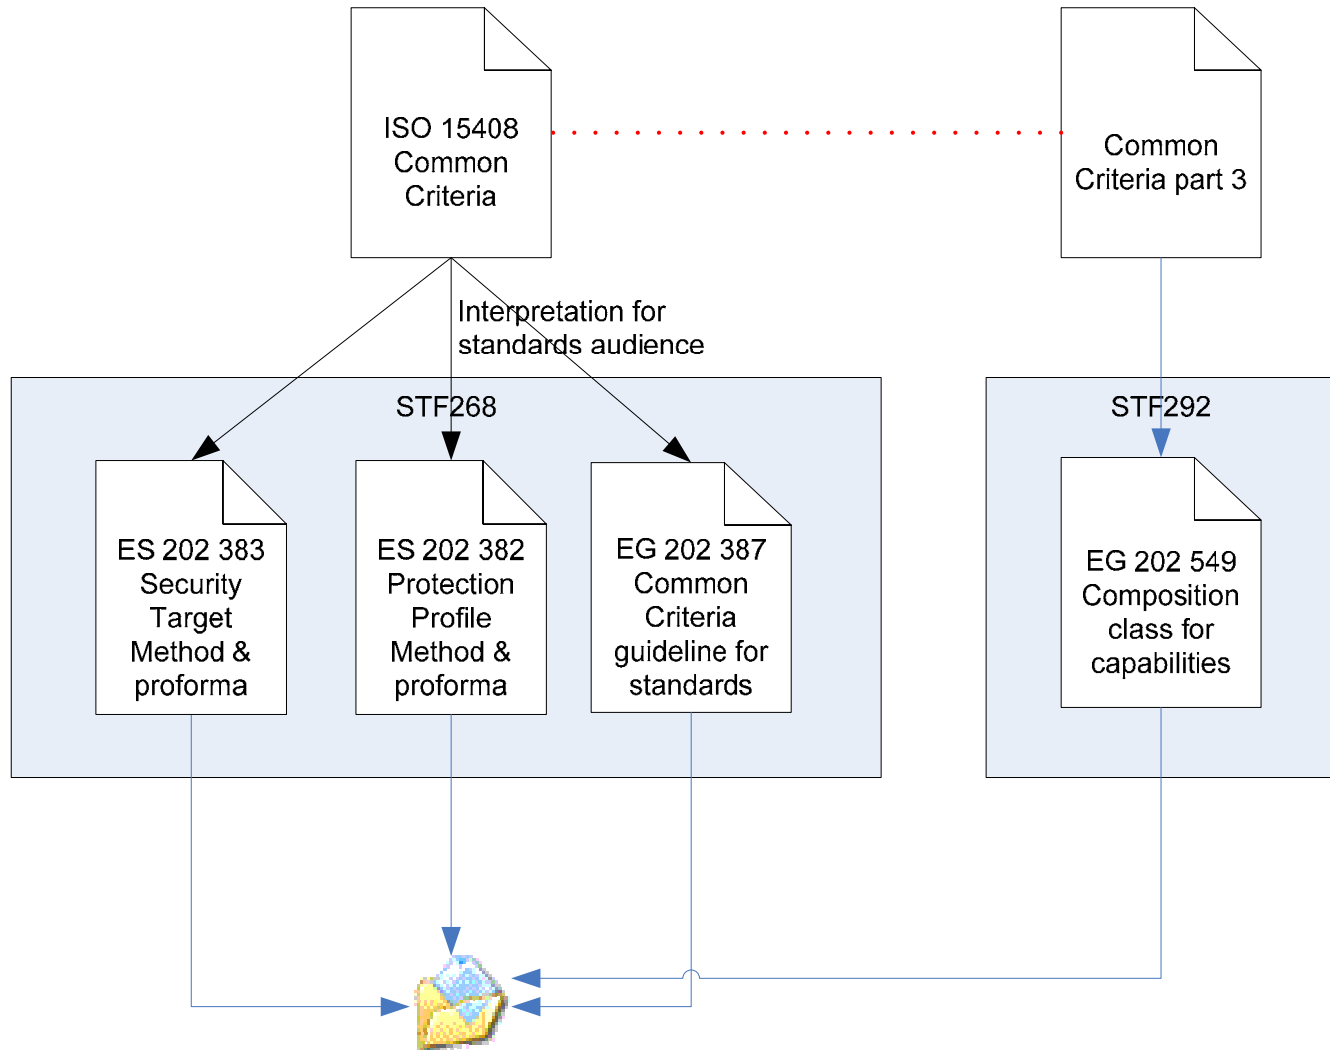 ISO 15408
Common
Criteria
Common
Criteria part 3
Interpretation for
standards audience
STF268
STF292
ES 202 383
Security
Target
Method &
proforma
ES 202 382
Protection
Profile
Method &
proforma
EG 202 387
Common
Criteria
guideline for
standards
EG 202 549
Composition
class for
capabilities